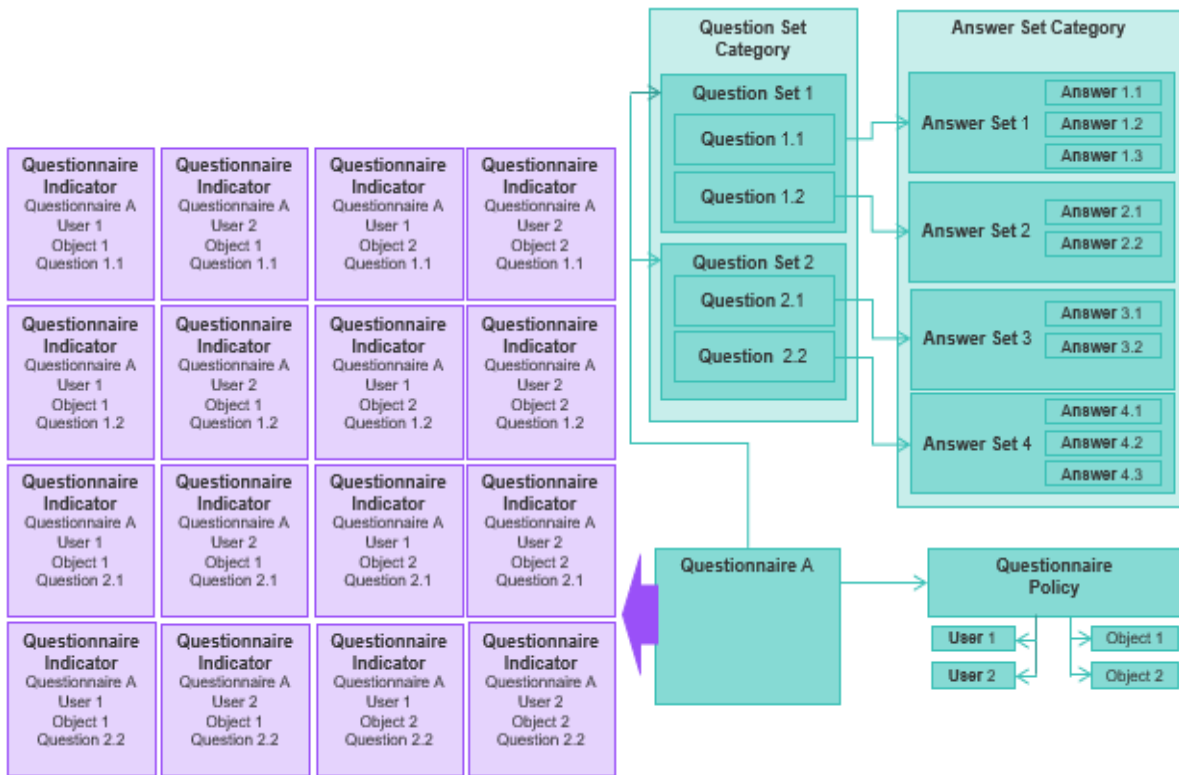 Question Set
Category
Question Set 1
Question 1.1
Question 1.2
Question Set 2
Question 2.1
Question 2.2
Answer Set Category
Answer Set 1
Answer 1.1
Answer 1.2
Answer 1.3
Answer Set 2
Answer 2.1
Answer 2.2
Answer Set 3
Answer 3.1
Answer 3.2
Answer Set 4
Answer 4.1
Answer 4.2
Answer 4.3
Questionnaire
Indicator
Questionnaire A
User 1
Object 1
Question 1.1
Questionnaire
Indicator
Questionnaire A
User 2
Object 1
Question 1.1
Questionnaire
Indicator
Questionnaire A
User 1
Object 2
Question 1.1
Questionnaire
Indicator
Questionnaire A
User 2
Object 2
Question 1.1
Questionnaire
Indicator
Questionnaire A
User 1
Object 1
Question 1.2
Questionnaire
Indicator
Questionnaire A
User 2
Object 1
Question 1.2
Questionnaire
Indicator
Questionnaire A
User 1
Object 2
Question 1.2
Questionnaire
Indicator
Questionnaire A
User 2
Object 2
Question 1.2
Questionnaire
Indicator
Questionnaire A
User 1
Object 1
Question 2.1
Questionnaire
Indicator
Questionnaire A
User 2
Object 1
Question 2.1
Questionnaire
Indicator
Questionnaire A
User 1
Object 2
Question 2.1
Questionnaire
Indicator
Questionnaire A
User 2
Object 2
Question 2.1
Questionnaire
Indicator
Questionnaire A
User 1
Object 1
Question 2.2
Questionnaire
Indicator
Questionnaire A
User 2
Object 1
Question 2.2
Questionnaire
Indicator
Questionnaire A
User 1
Object 2
Question 2.2
Questionnaire
Indicator
Questionnaire A
User 2
Object 2
Question 2.2
Questionnaire A
Questionnaire
Policy
User 1
User 2
Object 1
Object 2